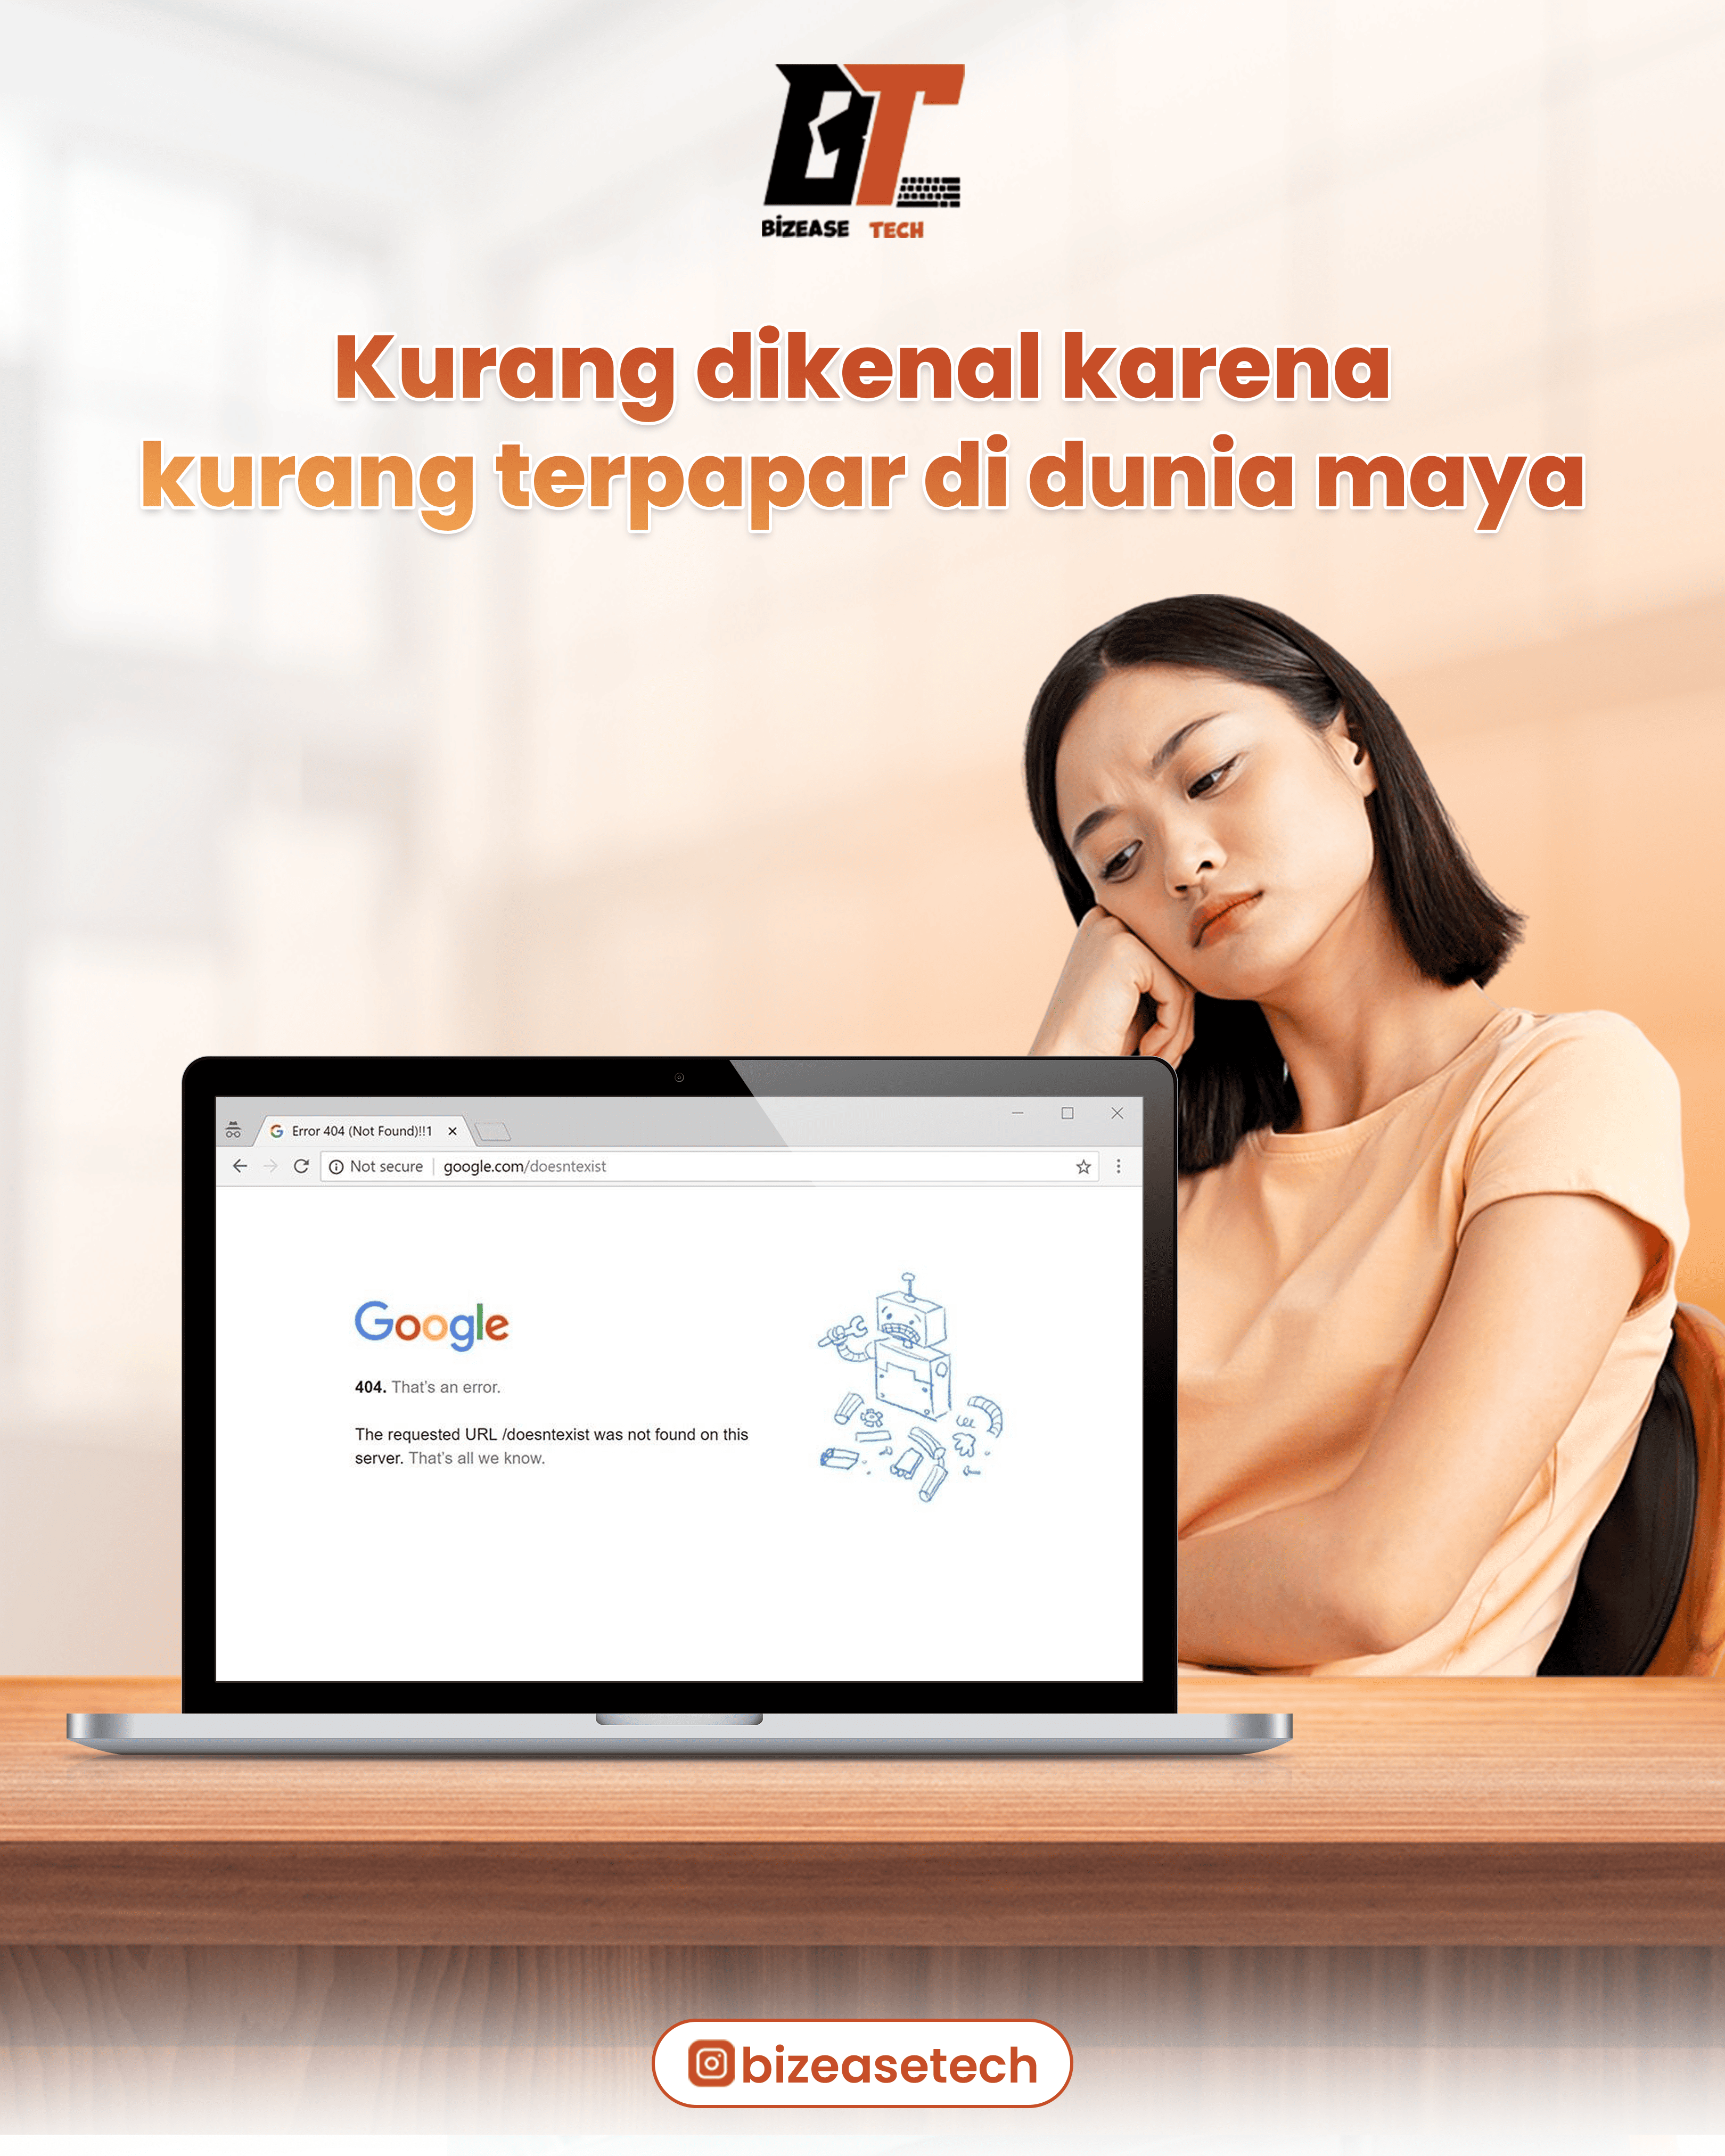 BT
BiZEASE TECH
Kurang dikenal karena
kurang terpapar di dunia maya
Error 404 (Not Found)!!1
Not secure google.com/doesntexist
Google
404. That's an error.
The requested URL /doesntexist was not found on this
server. That's all we know.
bizeasetech